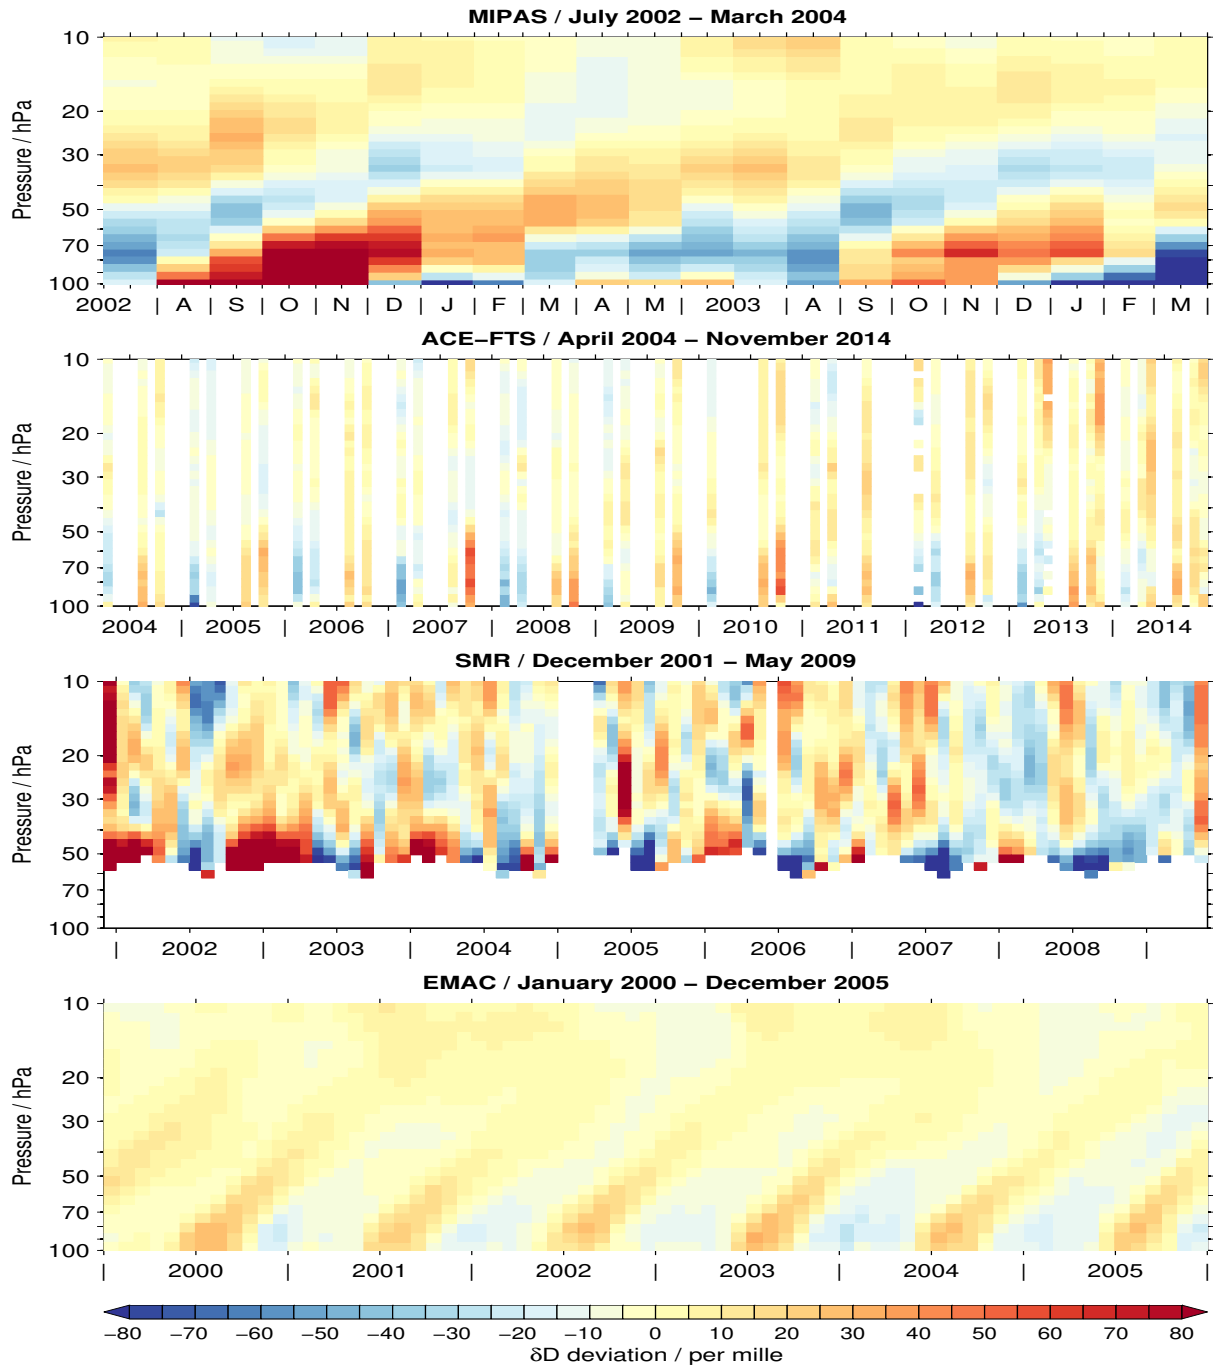 MIPAS / July 2002 − March 2004
10
20
30
50
70
100
Pressure / hPa
2002 | A | S | O | N | D | J | F | M | A | M | 2003 | A | S | O | N | D | J | F | M |
ACE−FTS / April 2004 − November 2014
10
20
30
50
70
100
Pressure / hPa
2004 | 2005 | 2006 | 2007 | 2008 | 2009 | 2010 | 2011 | 2012 | 2013 | 2014
SMR / December 2001 − May 2009
10
20
30
50
70
100
Pressure / hPa
| 2002 | 2003 | 2004 | 2005 | 2006 | 2007 | 2008 |
EMAC / January 2000 − December 2005
10
20
30
50
70
100
Pressure / hPa
| 2000 | 2001 | 2002 | 2003 | 2004 | 2005 |
−80 −70 −60 −50 −40 −30 −20 −10 0 10 20 30 40 50 60 70 80
δD deviation / per mille